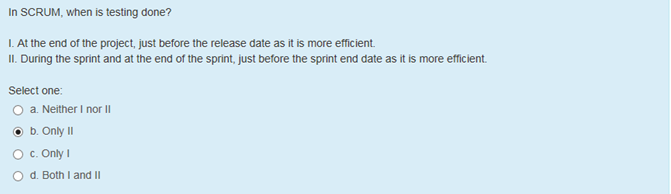 In SCRUM, when is testing done?
I. At the end of the project, just before the release date as it is more efficient.
II. During the sprint and at the end of the sprint, just before the sprint end date as it is more efficient.
Select one:
a. Neither I nor II
b. Only II
c. Only I
d. Both I and II